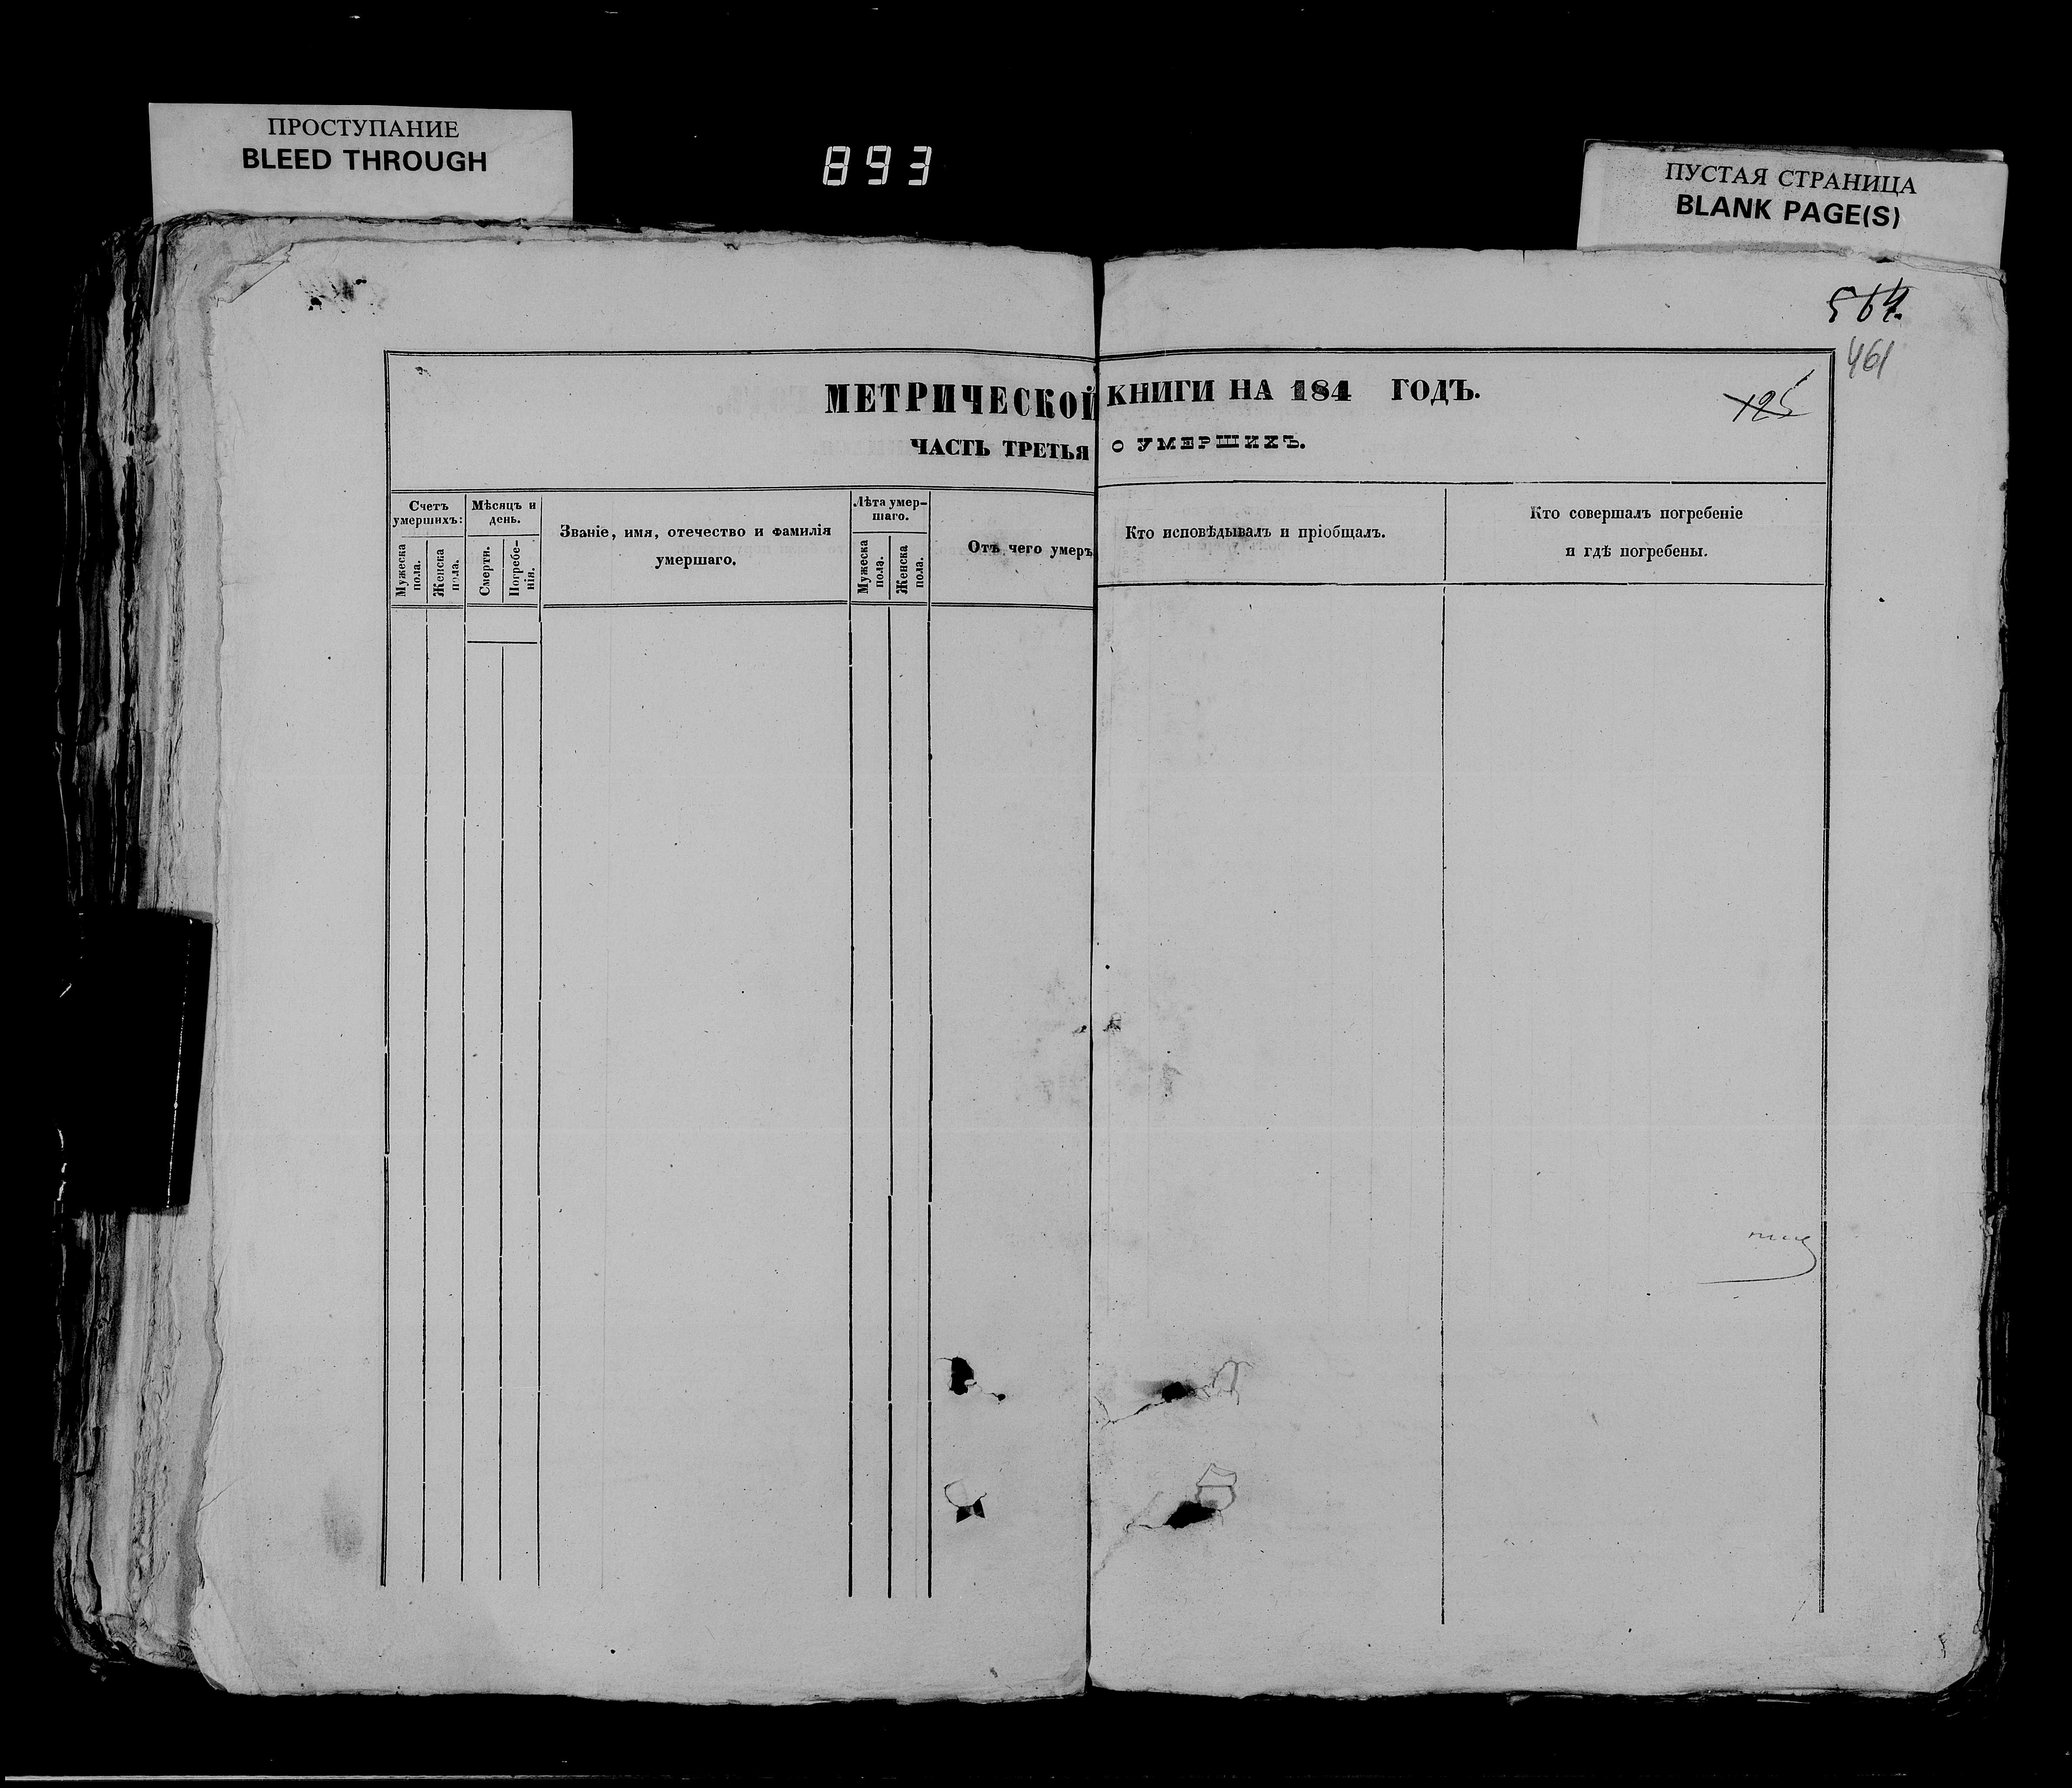 ПРОСТУПАНИЕ
BLEED THROUGH
893
ПУСТАЯ СТРАНИЦА
BLANK PAGE(S)
564.
461
МЕТРИЧЕСКОЙ КНИГИ НА 184 ГОДЪ.
125
ЧАСТЬ ТРЕТЬЯ О УМЕРШИХЪ.
Счетъ умершихъ:
Мужеска пола.
Женска пола.
Мѣсяцъ и день.
Смерти.
Погребе-
нія.
Званіе, имя, отечество и фамилія
умершаго.
Лѣта умер-
шаго.
Мужеска пола.
Женска пола.
Отъ чего умеръ
Кто исповѣдывалъ и пріобщалъ.
Кто совершалъ погребеніе
и гдѣ погребены.